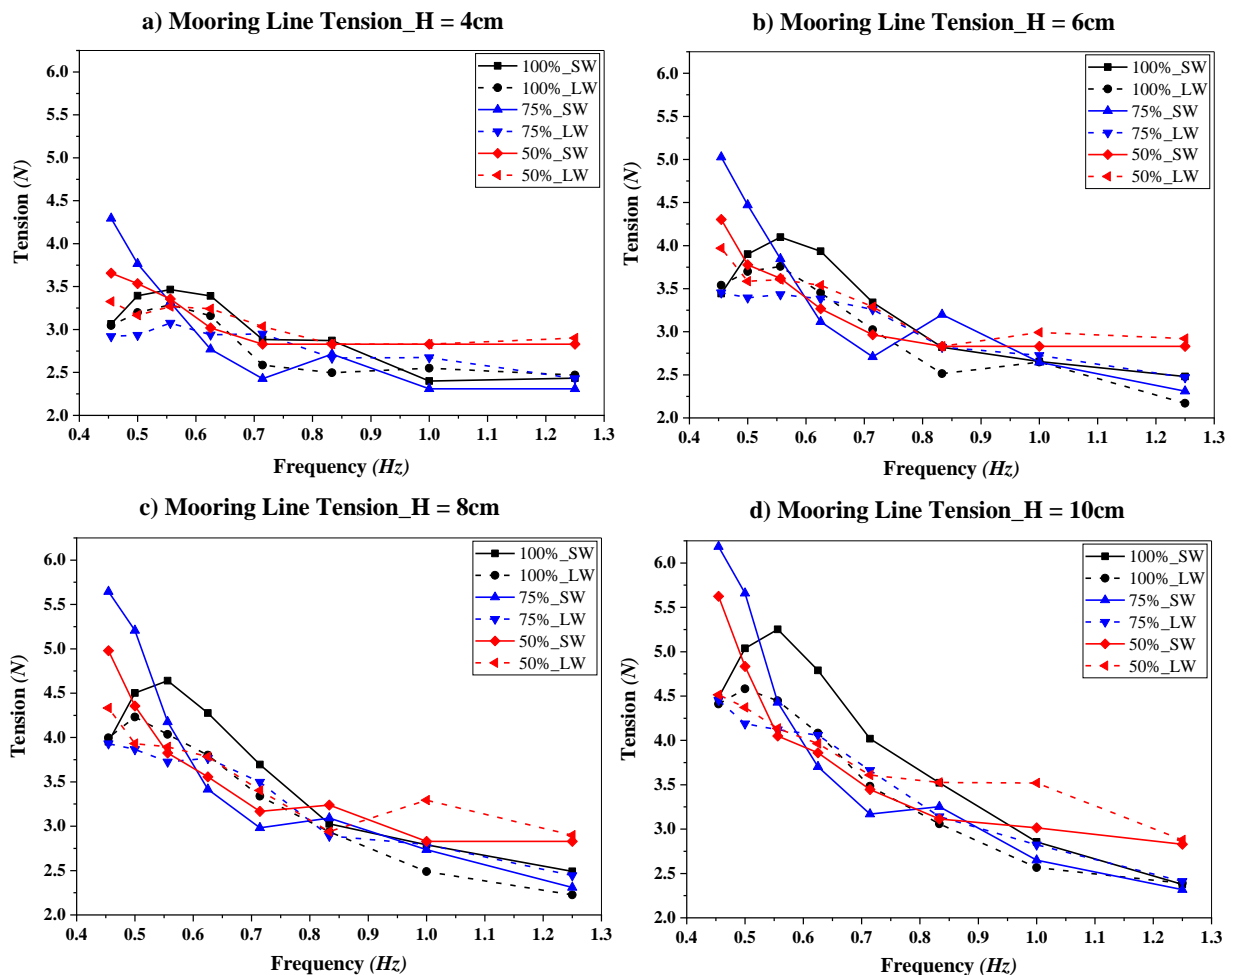 a) Mooring Line Tension_H = 4cm
6.0
5.5
5.0
4.5
4.0
3.5
3.0
2.5
2.0
Tension (N)
100%_SW
100%_LW
75%_SW
75%_LW
50%_SW
50%_LW
0.4 0.5 0.6 0.7 0.8 0.9 1.0 1.1 1.2 1.3
Frequency (Hz)
b) Mooring Line Tension_H = 6cm
6.0
5.5
5.0
4.5
4.0
3.5
3.0
2.5
2.0
Tension (N)
100%_SW
100%_LW
75%_SW
75%_LW
50%_SW
50%_LW
0.4 0.5 0.6 0.7 0.8 0.9 1.0 1.1 1.2 1.3
Frequency (Hz)
c) Mooring Line Tension_H = 8cm
6.0
5.5
5.0
4.5
4.0
3.5
3.0
2.5
2.0
Tension (N)
100%_SW
100%_LW
75%_SW
75%_LW
50%_SW
50%_LW
0.4 0.5 0.6 0.7 0.8 0.9 1.0 1.1 1.2 1.3
Frequency (Hz)
d) Mooring Line Tension_H = 10cm
6.0
5.5
5.0
4.5
4.0
3.5
3.0
2.5
2.0
Tension (N)
100%_SW
100%_LW
75%_SW
75%_LW
50%_SW
50%_LW
0.4 0.5 0.6 0.7 0.8 0.9 1.0 1.1 1.2 1.3
Frequency (Hz)